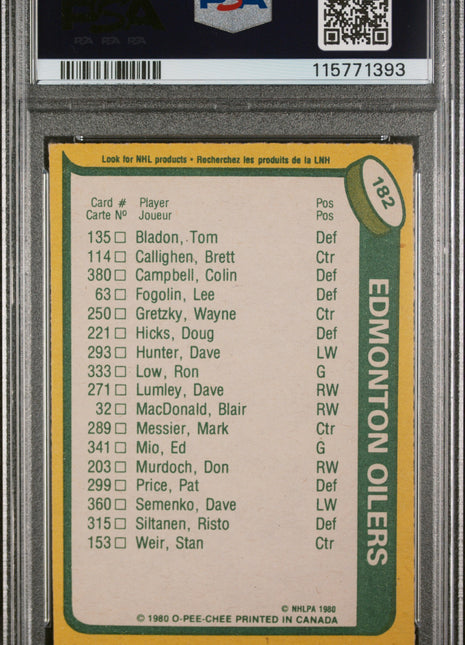 PSA
PSA PSA PSA
PSA
115771393
Look for NHL products • Recherchez les produits de la LNH
182
Card # Player Pos
Carte Nº Joueur Pos
135 □ Bladon, Tom Def
114 □ Callighen, Brett Ctr
380 □ Campbell, Colin Def
63 □ Fogolin, Lee Def
250 □ Gretzky, Wayne Ctr
221 □ Hicks, Doug Def
293 □ Hunter, Dave LW
333 □ Low, Ron G
271 □ Lumley, Dave RW
32 □ MacDonald, Blair RW
289 □ Messier, Mark Ctr
341 □ Mio, Ed G
203 □ Murdoch, Don RW
299 □ Price, Pat Def
360 □ Semenko, Dave LW
315 □ Siltanen, Risto Def
153 □ Weir, Stan Ctr
EDMONTON OILERS
© NHLPA 1980
© 1980 O-PEE-CHEE PRINTED IN CANADA